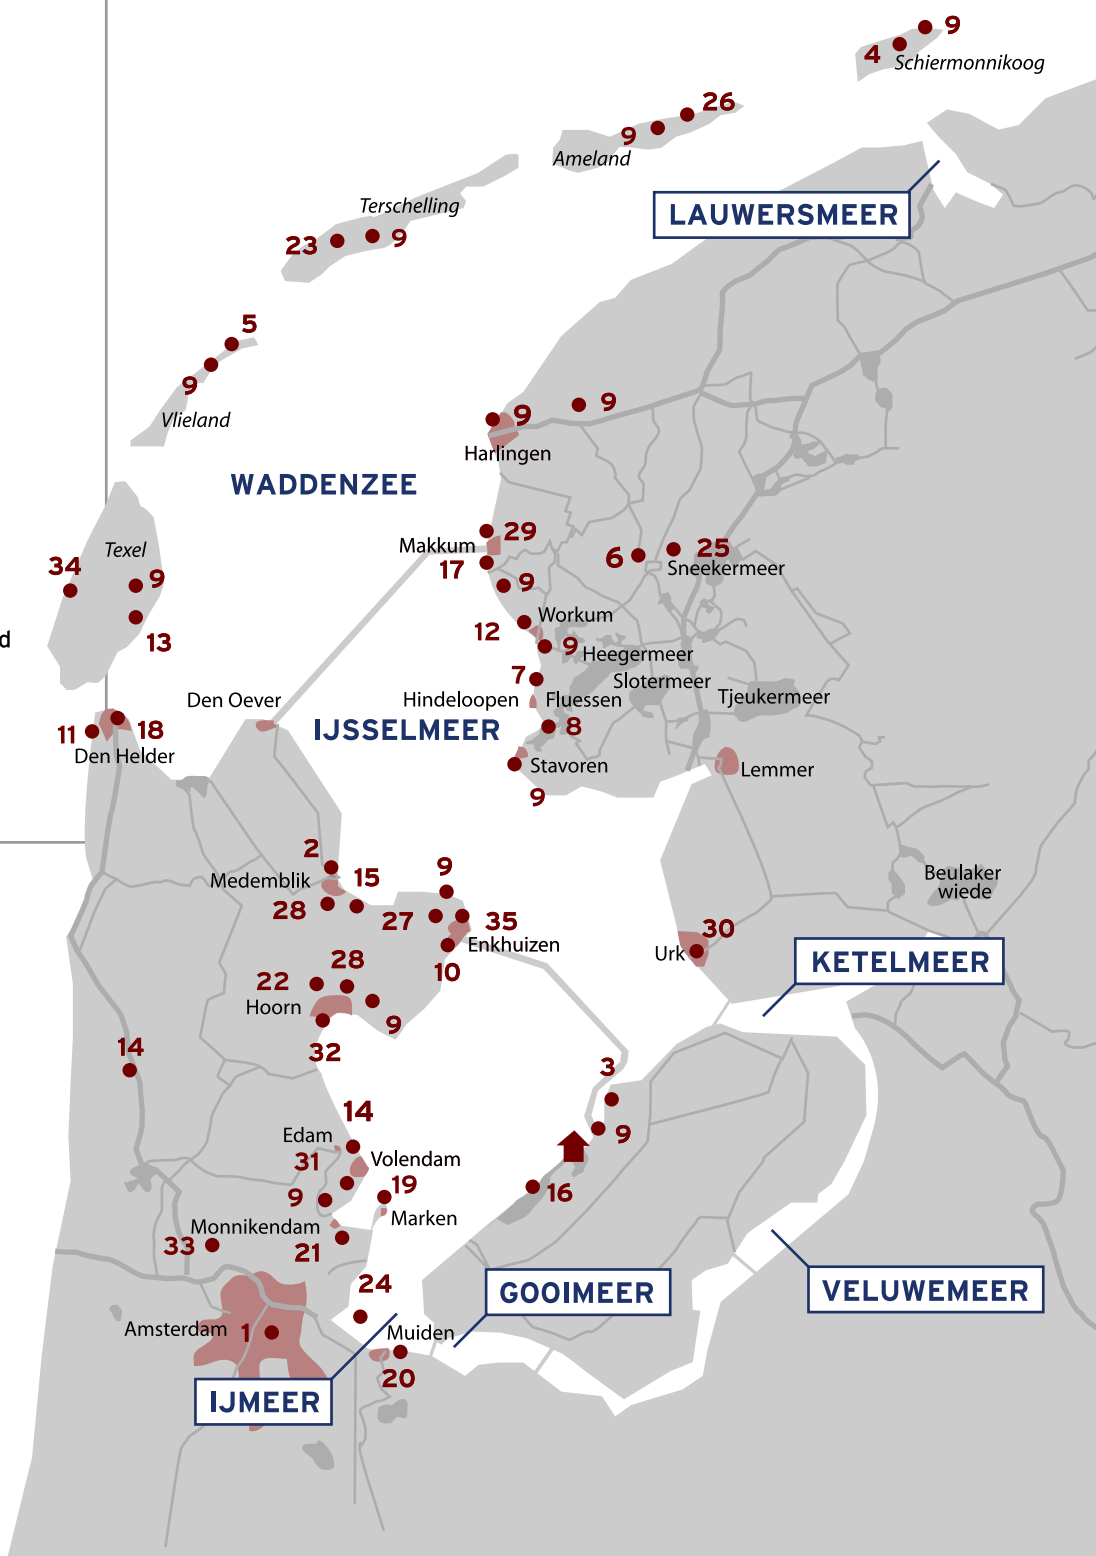 9
4
Schiermonnikoog
26
9
Ameland
LAUWERSMEER
Terschelling
23
9
5
9
Vlieland
9
9
Harlingen
WADDENZEE
29
Makkum
17
Texel
34
9
13
6
25
Sneekermeer
9
d
12
Workum
9
Heegermeer
7
Slotermeer
Hindeloopen
Fluessen
Tjeukermeer
Den Oever
IJSSELMEER
8
11
18
Den Helder
Stavoren
Lemmer
9
2
Medemblik
15
9
28
27
35
Enkhuizen
10
Beulaker
wiede
30
Urk
KETELMEER
22
28
Hoorn
9
32
14
3
14
Edam
9
31
Volendam
9
19
16
Marken
Monnikendam
33
21
24
GOOIMEER
VELUWEMEER
Amsterdam
1
Muiden
20
IJMEER